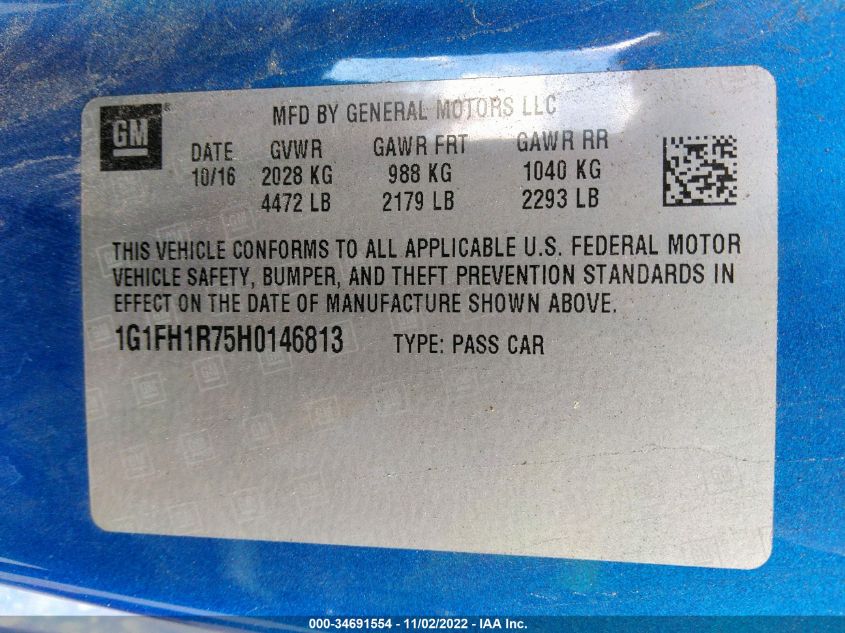 GM ®
MFD BY GENERAL MOTORS LLC
DATE GVWR GAWR FRT GAWR RR
10/16 2028 KG 988 KG 1040 KG
4472 LB 2179 LB 2293 LB
THIS VEHICLE CONFORMS TO ALL APPLICABLE U.S. FEDERAL MOTOR
VEHICLE SAFETY, BUMPER, AND THEFT PREVENTION STANDARDS IN
EFFECT ON THE DATE OF MANUFACTURE SHOWN ABOVE.
1G1FH1R75H0146813 TYPE: PASS CAR
000-34691554 - 11/02/2022 - IAA Inc.